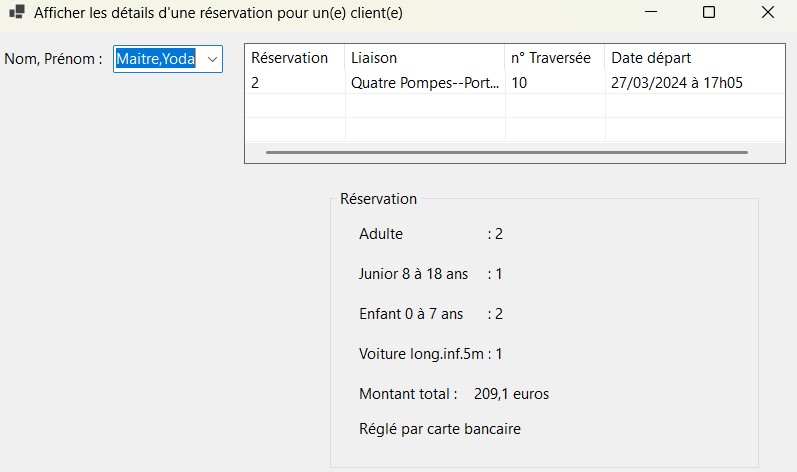 Afficher les détails d'une réservation pour un(e) client(e)
Nom, Prénom : Maitre,Yoda
Réservation Liaison n° Traversée Date départ
2 Quatre Pompes--Port... 10 27/03/2024 à 17h05
Réservation
Adulte : 2
Junior 8 à 18 ans : 1
Enfant 0 à 7 ans : 2
Voiture long.inf.5m : 1
Montant total : 209,1 euros
Réglé par carte bancaire